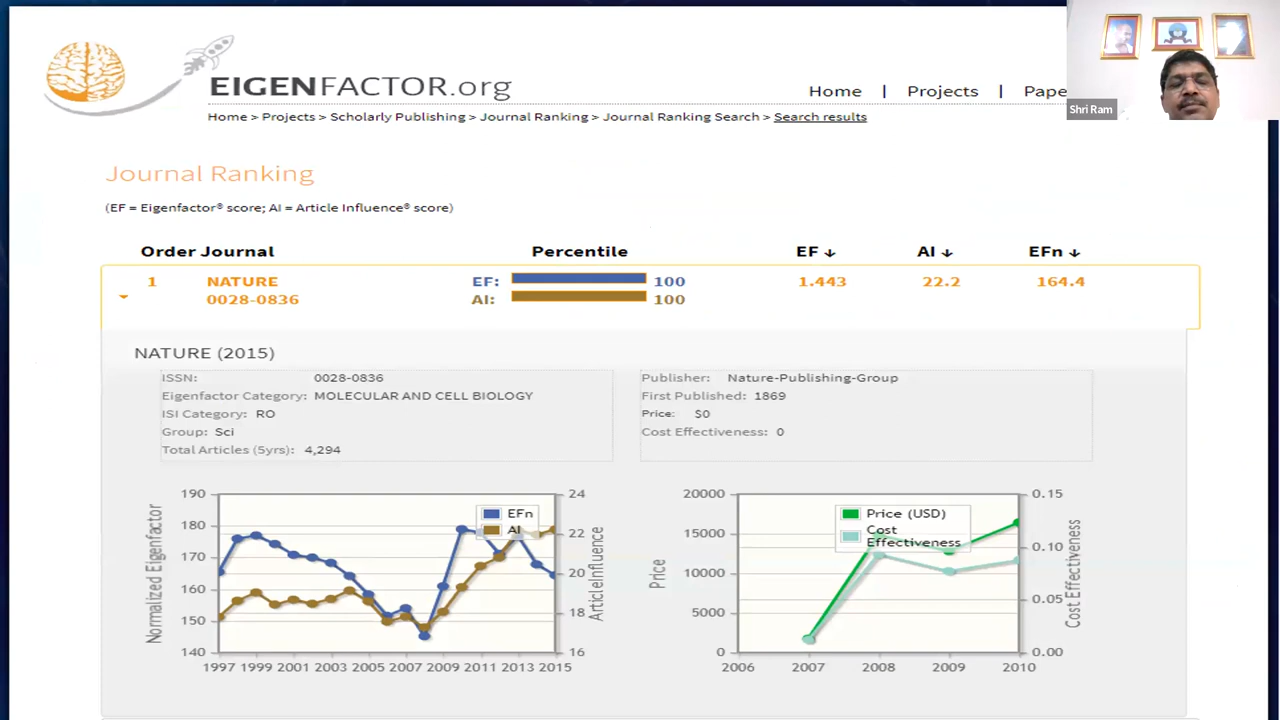 EIGENFACTOR.org
Home | Projects | Pape
Shri Ram
Home > Projects > Scholarly Publishing > Journal Ranking > Journal Ranking Search > Search results
Journal Ranking
(EF = Eigenfactor® score; AI = Article Influence® score)
Order Journal Percentile EF ↓ AI ↓ EFn ↓
1 NATURE EF: 100 1.443 22.2 164.4
0028-0836 AI: 100
NATURE (2015)
ISSN: 0028-0836
Eigenfactor Category: MOLECULAR AND CELL BIOLOGY
ISI Category: RO
Group: Sci
Total Articles (5yrs): 4,294
Publisher: Nature-Publishing-Group
First Published: 1869
Price: $0
Cost Effectiveness: 0
Normalized Eigenfactor
190
180
170
160
150
140
EFn
AI
24
22
20
18
16
ArticleInfluence
1997 1999 2001 2003 2005 2007 2009 2011 2013 2015
Price
20000
15000
10000
5000
0
Price (USD)
Cost
Effectiveness
0.15
0.10
0.05
0.00
Cost Effectiveness
2006 2007 2008 2009 2010